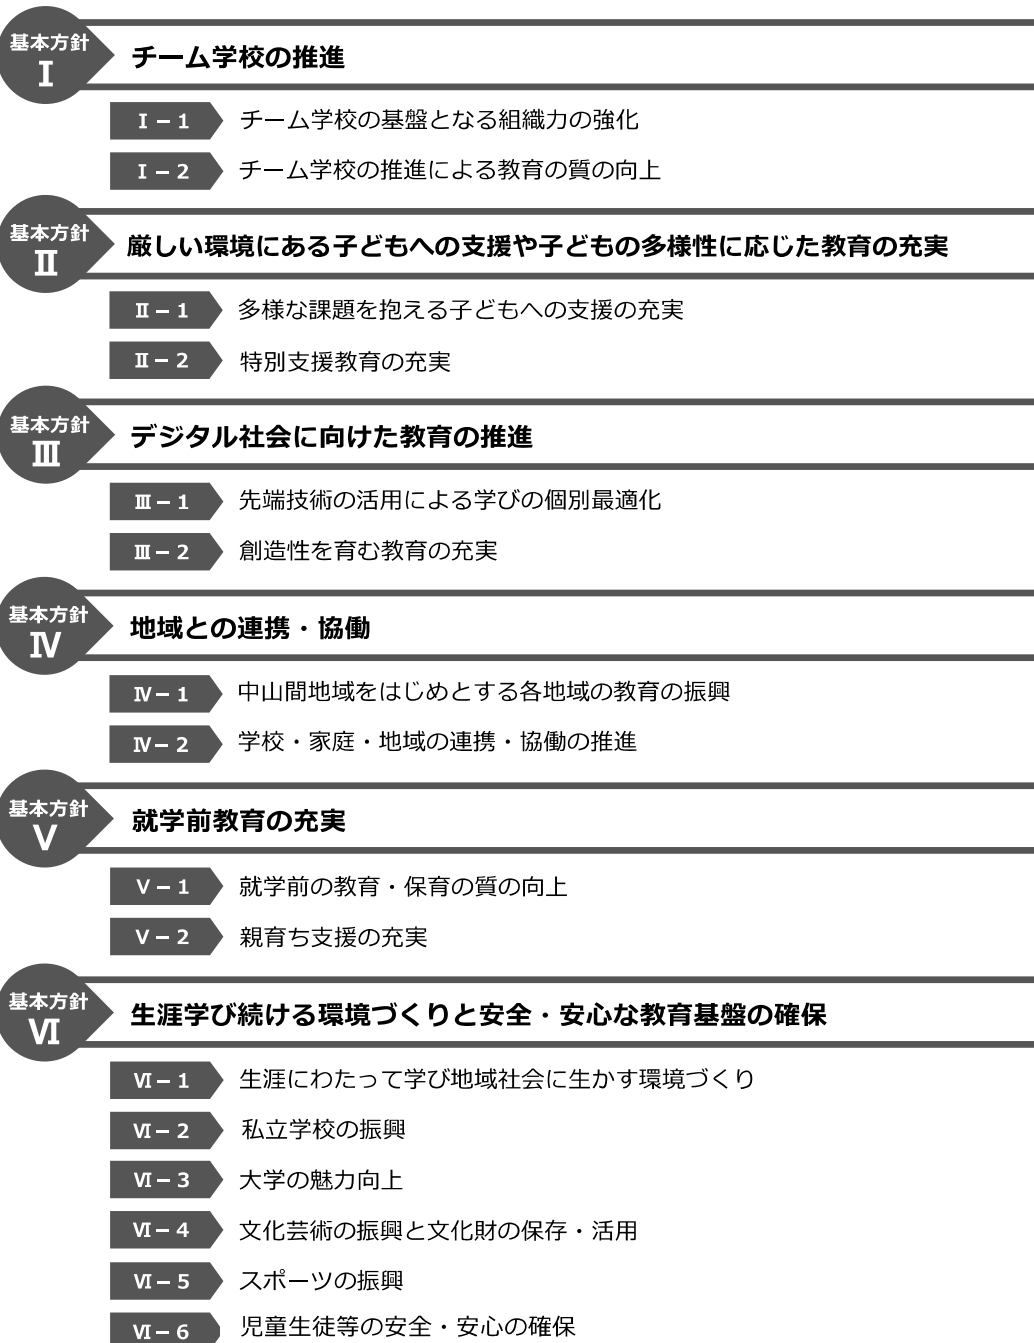 基本方針
Ⅰ
チーム学校の推進
Ⅰ－1
チーム学校の基盤となる組織力の強化
Ⅰ－2
チーム学校の推進による教育の質の向上
基本方針
Ⅱ
厳しい環境にある子どもへの支援や子どもの多様性に応じた教育の充実
Ⅱ－1
多様な課題を抱える子どもへの支援の充実
Ⅱ－2
特別支援教育の充実
基本方針
Ⅲ
デジタル社会に向けた教育の推進
Ⅲ－1
先端技術の活用による学びの個別最適化
Ⅲ－2
創造性を育む教育の充実
基本方針
Ⅳ
地域との連携・協働
Ⅳ－1
中山間地域をはじめとする各地域の教育の振興
Ⅳ－2
学校・家庭・地域の連携・協働の推進
基本方針
Ⅴ
就学前教育の充実
Ⅴ－1
就学前の教育・保育の質の向上
Ⅴ－2
親育ち支援の充実
基本方針
Ⅵ
生涯学び続ける環境づくりと安全・安心な教育基盤の確保
Ⅵ－1
生涯にわたって学び地域社会に生かす環境づくり
Ⅵ－2
私立学校の振興
Ⅵ－3
大学の魅力向上
Ⅵ－4
文化芸術の振興と文化財の保存・活用
Ⅵ－5
スポーツの振興
Ⅵ－6
児童生徒等の安全・安心の確保